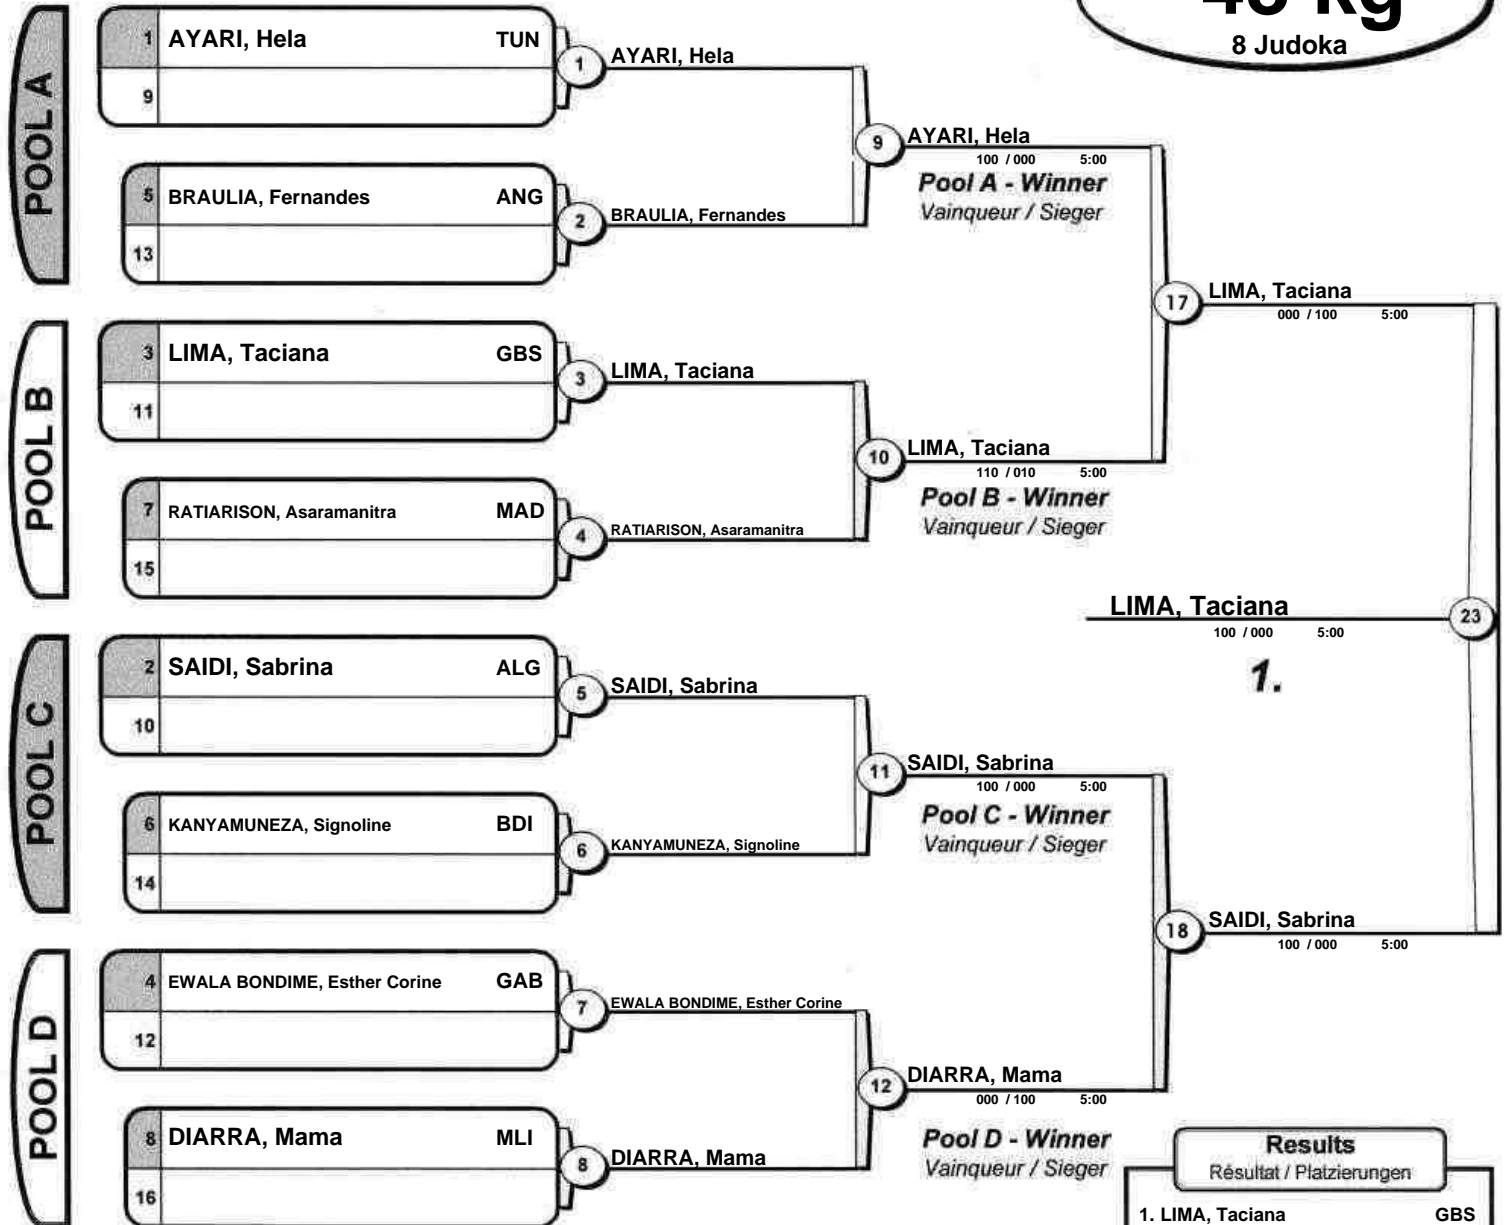 8 Judoka
POOL A
1 AYARI, Hela TUN
9
1 AYARI, Hela
5 BRAULIA, Fernandes ANG
13
2 BRAULIA, Fernandes
9 AYARI, Hela
100 / 000 5:00
Pool A - Winner
Vainqueur / Sieger
POOL B
3 LIMA, Taciana GBS
11
3 LIMA, Taciana
7 RATIARISON, Asaramanitra MAD
15
4 RATIARISON, Asaramanitra
10 LIMA, Taciana
110 / 010 5:00
Pool B - Winner
Vainqueur / Sieger
17 LIMA, Taciana
000 / 100 5:00
LIMA, Taciana 23
100 / 000 5:00
1.
POOL C
2 SAIDI, Sabrina ALG
10
5 SAIDI, Sabrina
6 KANYAMUNEZA, Signoline BDI
14
6 KANYAMUNEZA, Signoline
11 SAIDI, Sabrina
100 / 000 5:00
Pool C - Winner
Vainqueur / Sieger
18 SAIDI, Sabrina
100 / 000 5:00
POOL D
4 EWALA BONDIME, Esther Corine GAB
12
7 EWALA BONDIME, Esther Corine
8 DIARRA, Mama MLI
16
8 DIARRA, Mama
12 DIARRA, Mama
000 / 100 5:00
Pool D - Winner
Vainqueur / Sieger
Results
Résultat / Platzierungen
1. LIMA, Taciana GBS